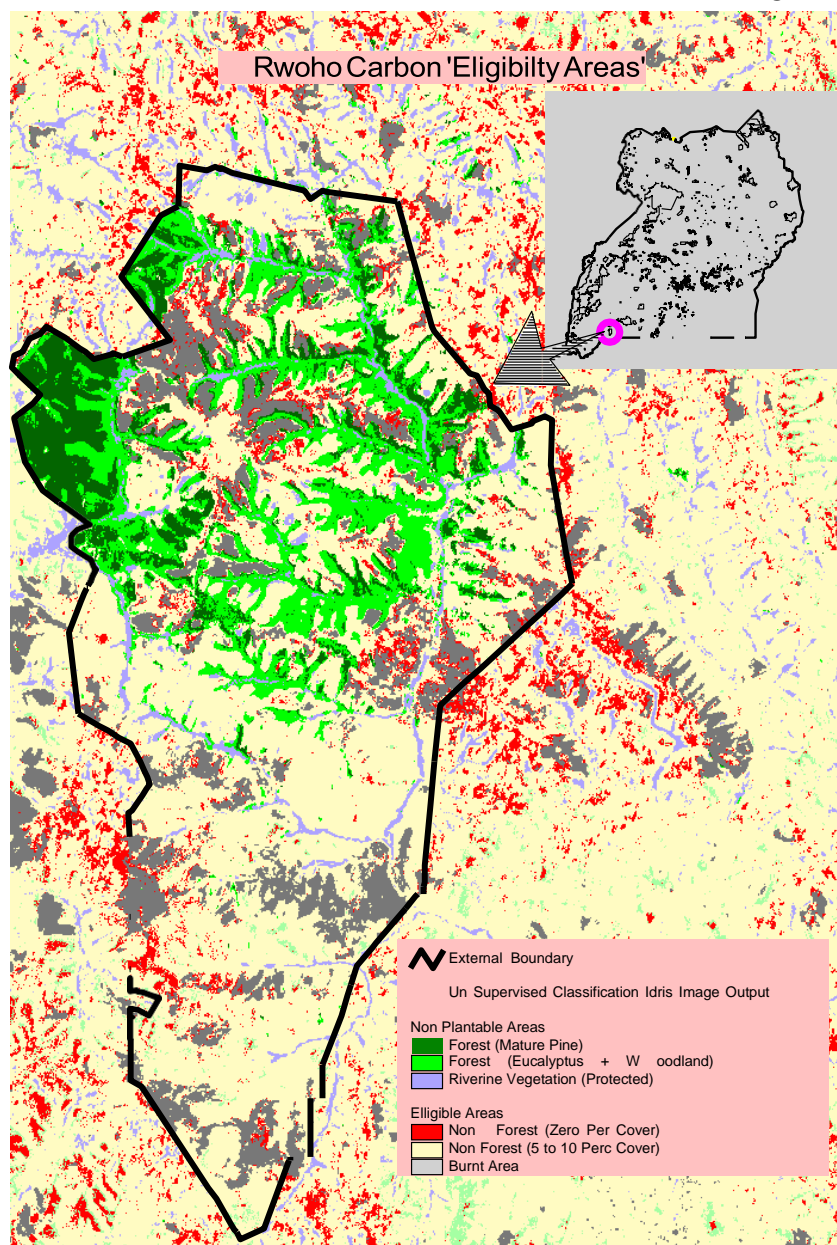 Rwoho Carbon 'Eligibilty Areas'
External Boundary
Un Supervised Classification Idris Image Output
Non Plantable Areas
Forest (Mature Pine)
Forest (Eucalyptus + W oodland)
Riverine Vegetation (Protected)
Elligible Areas
Non Forest (Zero Per Cover)
Non Forest (5 to 10 Perc Cover)
Burnt Area